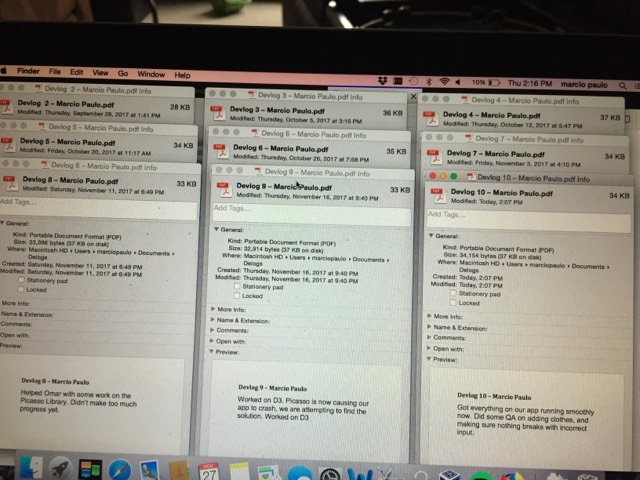 Finder File Edit View Go Window Help
10% Thu 2:16 PM marcio paulo
Devlog 2 – Marcio Paulo.pdf Info
Devlog 2 – Marcio Paulo.pdf 28 KB
Modified: Thursday, September 28, 2017 at 1:41 PM
Devlog 5 – Marcio Paulo.pdf Info
Devlog 5 – Marcio Paulo.pdf 34 KB
Modified: Friday, October 20, 2017 at 11:17 AM
Devlog 8 – Marcio Paulo.pdf Info
Devlog 8 – Marcio Paulo.pdf 33 KB
Modified: Saturday, November 11, 2017 at 6:49 PM
Add Tags...
General:
Kind: Portable Document Format (PDF)
Size: 33,996 bytes (37 KB on disk)
Where: Macintosh HD ▸ Users ▸ marciopaulo ▸ Documents ▸
Delogs
Created: Saturday, November 11, 2017 at 6:49 PM
Modified: Saturday, November 11, 2017 at 6:49 PM
Stationery pad
Locked
More Info:
Name & Extension:
Comments:
Open with:
Preview:
Devlog 8 – Marcio Paulo
Helped Omar with some work on the
Picasso Library. Didn't make too much
progress yet.
Devlog 3 – Marcio Paulo.pdf Info
Devlog 3 – Marcio Paulo.pdf 36 KB
Modified: Thursday, October 5, 2017 at 3:15 PM
Devlog 6 – Marcio Paulo.pdf Info
Devlog 6 – Marcio Paulo.pdf 35 KB
Modified: Thursday, October 26, 2017 at 7:58 PM
Devlog 9 – Marcio Paulo.pdf Info
Devlog 9 – Marcio Paulo.pdf 33 KB
Modified: Thursday, November 16, 2017 at 9:40 PM
Add Tags...
General:
Kind: Portable Document Format (PDF)
Size: 32,914 bytes (37 KB on disk)
Where: Macintosh HD ▸ Users ▸ marciopaulo ▸ Documents ▸
Delogs
Created: Thursday, November 16, 2017 at 9:40 PM
Modified: Thursday, November 16, 2017 at 9:40 PM
Stationery pad
Locked
More Info:
Name & Extension:
Comments:
Open with:
Preview:
Devlog 9 – Marcio Paulo
Worked on D3. Picasso is now causing our
app to crash, we are attempting to find the
solution. Worked on D3
Devlog 4 – Marcio Paulo.pdf Info
Devlog 4 – Marcio Paulo.pdf 37 KB
Modified: Thursday, October 12, 2017 at 5:47 PM
Devlog 7 – Marcio Paulo.pdf Info
Devlog 7 – Marcio Paulo.pdf 34 KB
Modified: Friday, November 3, 2017 at 4:10 PM
Devlog 10 – Marcio Paulo.pdf Info
Devlog 10 – Marcio Paulo.pdf 34 KB
Modified: Today, 2:07 PM
Add Tags...
General:
Kind: Portable Document Format (PDF)
Size: 34,154 bytes (37 KB on disk)
Where: Macintosh HD ▸ Users ▸ marciopaulo ▸ Documents ▸
Delogs
Created: Today, 2:07 PM
Modified: Today, 2:07 PM
Stationery pad
Locked
More Info:
Name & Extension:
Comments:
Open with:
Preview:
Devlog 10 – Marcio Paulo
Got everything on our app running smoothly
now. Did some QA on adding clothes, and
making sure nothing breaks with incorrect
input.
NOV
27